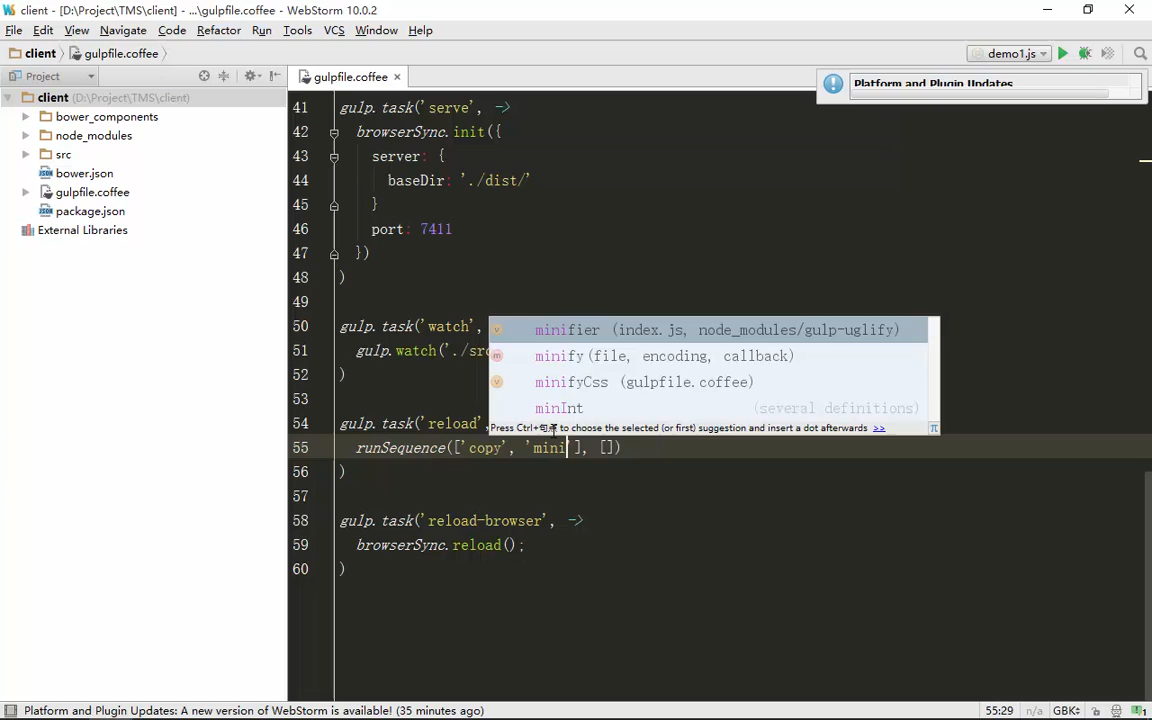 client - [D:\Project\TMS\client] - ...\gulpfile.coffee - WebStorm 10.0.2
File Edit View Navigate Code Refactor Run Tools VCS Window Help
client gulpfile.coffee demo1.js
Project gulpfile.coffee
Platform and Plugin Updates
client (D:\Project\TMS\client)
bower_components
node_modules
src
bower.json
gulpfile.coffee
package.json
External Libraries
41 gulp.task('serve', ->
42 browserSync.init({
43 server: {
44 baseDir: './dist/'
45 }
46 port: 7411
47 })
48 )
49
50 gulp.task('watch',
51 gulp.watch('./src
52 )
53
54 gulp.task('reload',
55 runSequence(['copy', 'mini'], [])
56 )
57
58 gulp.task('reload-browser', ->
59 browserSync.reload();
60 )
v minifier (index.js, node_modules/gulp-uglify)
m minify(file, encoding, callback)
v minifyCss (gulpfile.coffee)
minInt (several definitions)
Press Ctrl+句点 to choose the selected (or first) suggestion and insert a dot afterwards >> π
Platform and Plugin Updates: A new version of WebStorm is available! (35 minutes ago) 55:29 n/a GBK 1